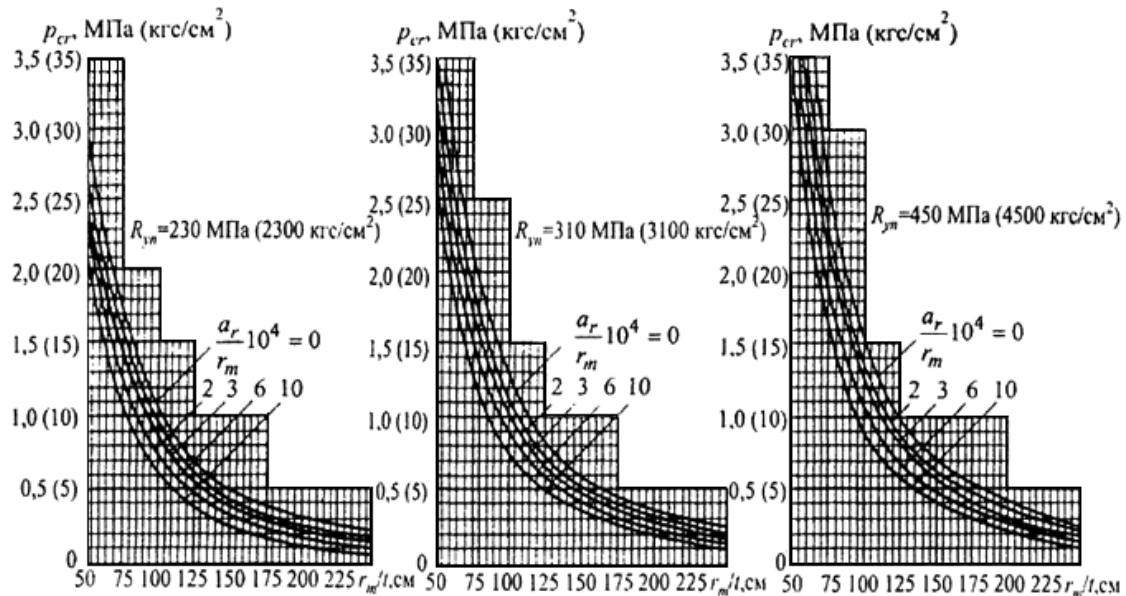 p_cr, МПа (кгс/см²)
3,5 (35)
3,0 (30)
2,5 (25)
R_yn=230 МПа (2300 кгс/см²)
2,0 (20)
1,5 (15)
a_r/r_m 10⁴ = 0
2 3 6 10
1,0 (10)
0,5 (5)
0
50 75 100 125 150 175 200 225 r_m/t,см
p_cr, МПа (кгс/см²)
3,5 (35)
3,0 (30)
2,5 (25)
R_yn=310 МПа (3100 кгс/см²)
2,0 (20)
1,5 (15)
a_r/r_m 10⁴ = 0
2 3 6 10
1,0 (10)
0,5 (5)
0
50 75 100 125 150 175 200 225 r_m/t,см
p_cr, МПа (кгс/см²)
3,5 (35)
3,0 (30)
2,5 (25)
R_yn=450 МПа (4500 кгс/см²)
2,0 (20)
1,5 (15)
a_r/r_m 10⁴ = 0
2 3 6 10
1,0 (10)
0,5 (5)
0
50 75 100 125 150 175 200 225 r_m/t,см